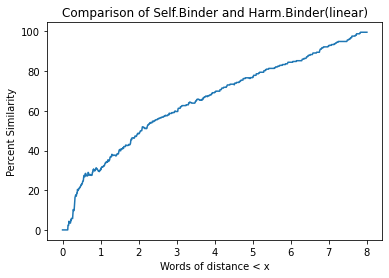 Comparison of Self.Binder and Harm.Binder(linear)
100
80
60
40
20
0
Percent Similarity
0 1 2 3 4 5 6 7 8
Words of distance < x